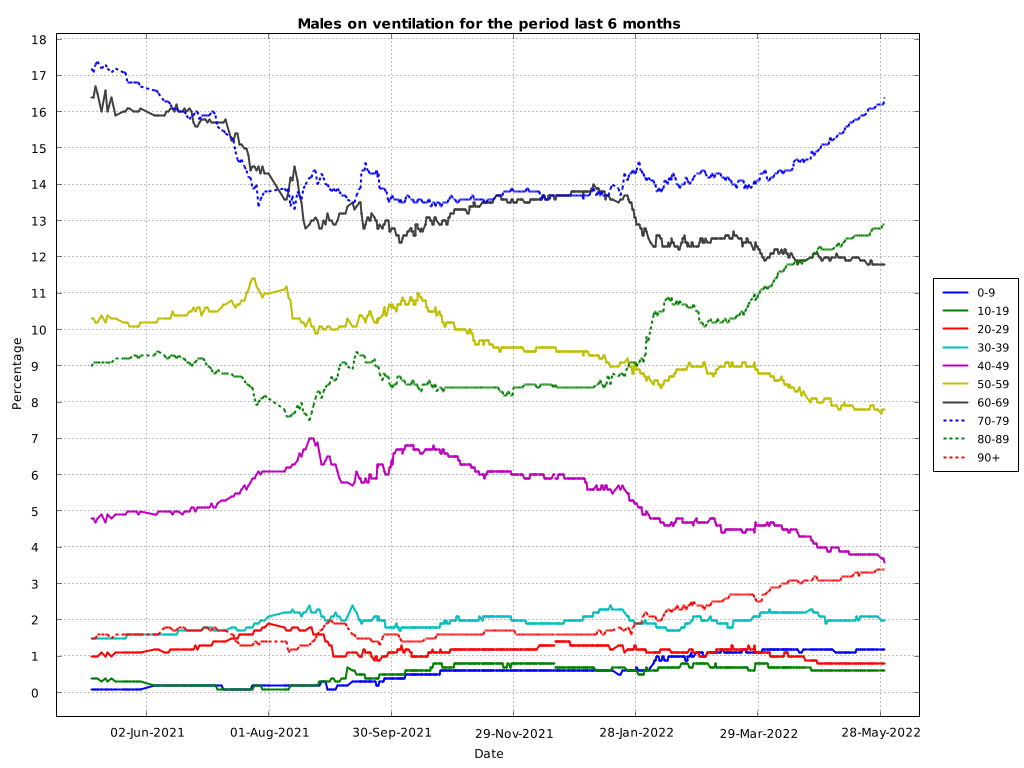 Males on ventilation for the period last 6 months
18
17
16
15
14
13
12
11
10
9
8
7
6
5
4
3
2
1
0
Percentage
02-Jun-2021
01-Aug-2021
30-Sep-2021
29-Nov-2021
28-Jan-2022
29-Mar-2022
28-May-2022
Date
0-9
10-19
20-29
30-39
40-49
50-59
60-69
70-79
80-89
90+